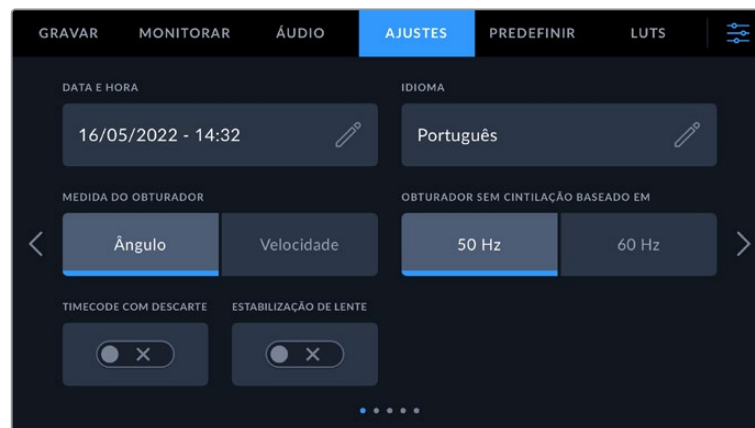 GRAVAR MONITORAR ÁUDIO AJUSTES PREDEFINIR LUTS
DATA E HORA IDIOMA
16/05/2022 - 14:32 Português
MEDIDA DO OBTURADOR OBTURADOR SEM CINTILAÇÃO BASEADO EM
Ângulo Velocidade 50 Hz 60 Hz
TIMECODE COM DESCARTE ESTABILIZAÇÃO DE LENTE